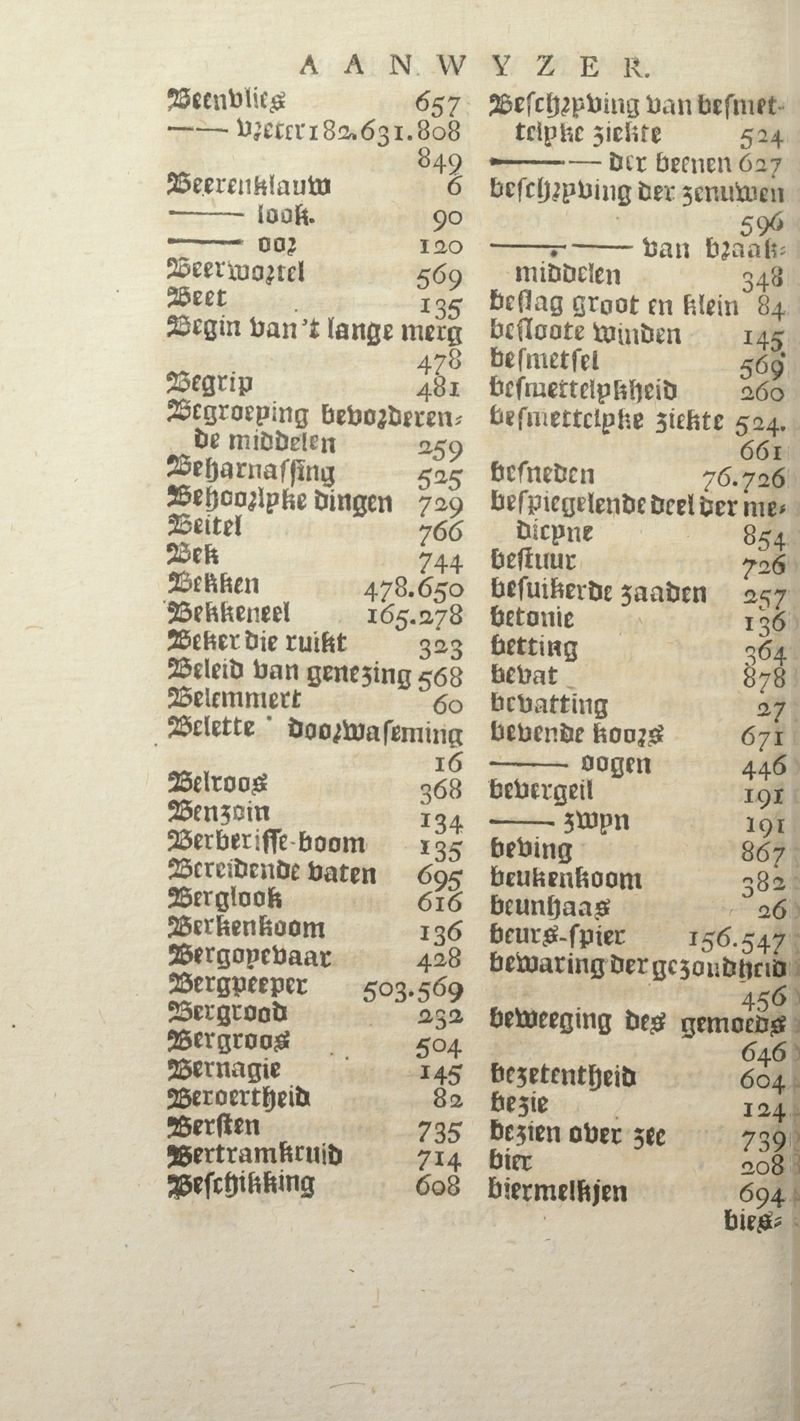 A A N W Y Z E R.
Beenvlies 657
—— vreter 182.631.808
849
Beerenklauw 6
—— look. 90
—— oor 120
Beerwortel 569
Beet 135
Begin van 't lange merg
478
Begrip 481
Begroeping bevorderen-
de middelen 259
Beharnassing 525
Behoorlyke dingen 729
Beitel 766
Bek 744
Bekken 478.650
Bekkeneel 165.278
Beker die ruikt 323
Beleid van genezing 568
Belemmert 60
Belette doorwaseming
16
Belroos 368
Benzoin 134
Berberisse-boom 135
Bereidende vaten 695
Berglook 616
Berkenboom 136
Bergopevaar 428
Bergpeeper 503.569
Bergrood 232
Bergroos 504
Bernagie 145
Beroertheid 82
Bersten 735
Bertramkruid 714
Beschikking 608
Beschryving van besmet-
telyke ziekte 524
—— der beenen 627
beschryving der zenuwen
596
—— van braak-
middelen 348
beslag groot en klein 84
besloote winden 145
besmetsel 569
besmettelykheid 260
besmettelyke ziekte 524.
661
besneden 76.726
bespiegelende deel der me-
dicyne 854
bestuur 726
besuikerde zaaden 257
betonie 136
betting 364
bevat 878
bevatting 27
bevende koors 671
—— oogen 446
bevergeil 191
—— zwyn 191
beving 867
beukenboom 382
beunhaas 26
beurs-spier 156.547
bewaring der gezondheid
456
beweeging des gemoeds
646
bezetentheid 604
bezie 124
bezien over zee 739
bier 208
biermelkjen 694
bies-